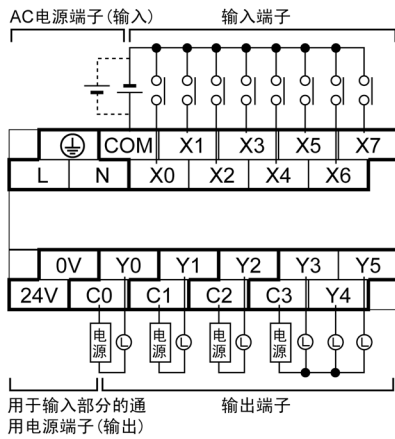 AC电源端子(输入) 输入端子
COM X1 X3 X5 X7
L N X0 X2 X4 X6
0V Y0 Y1 Y2 Y3 Y5
24V C0 C1 C2 C3 Y4
电源 L 电源 L 电源 L 电源 L L L
用于输入部分的通 输出端子
用电源端子(输出)